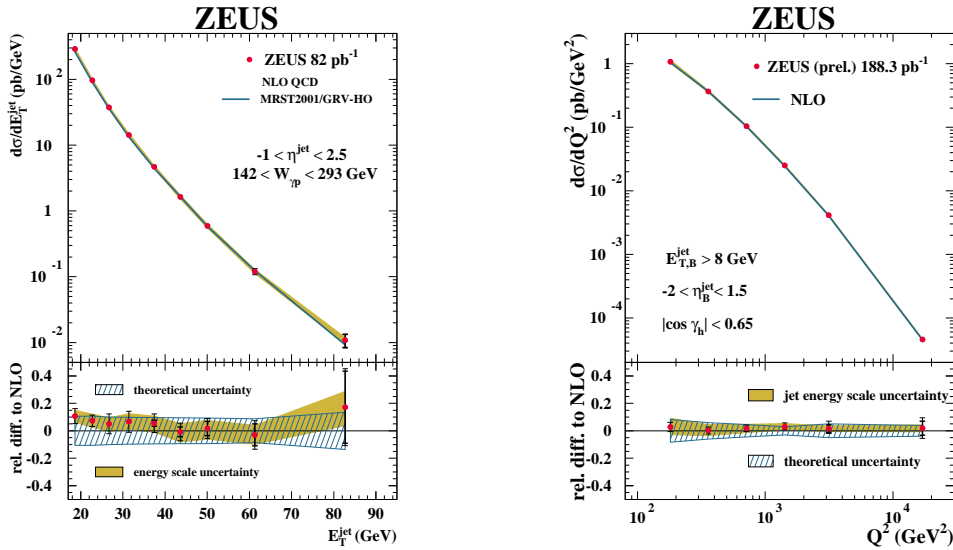 ZEUS
dσ/dE_T^jet (pb/GeV)
10^2
10
1
10^-1
10^-2
ZEUS 82 pb^-1
NLO QCD
MRST2001/GRV-HO
-1 < η^jet < 2.5
142 < W_γp < 293 GeV
rel. diff. to NLO
0.4
0.2
0
-0.2
-0.4
theoretical uncertainty
energy scale uncertainty
20 30 40 50 60 70 80 90
E_T^jet (GeV)
ZEUS
dσ/dQ^2 (pb/GeV^2)
1
10^-1
10^-2
10^-3
10^-4
ZEUS (prel.) 188.3 pb^-1
NLO
E_T,B^jet > 8 GeV
-2 < η_B^jet < 1.5
|cos γ_h| < 0.65
rel. diff. to NLO
0.4
0.2
0
-0.2
-0.4
jet energy scale uncertainty
theoretical uncertainty
10^2 10^3 10^4
Q^2 (GeV^2)